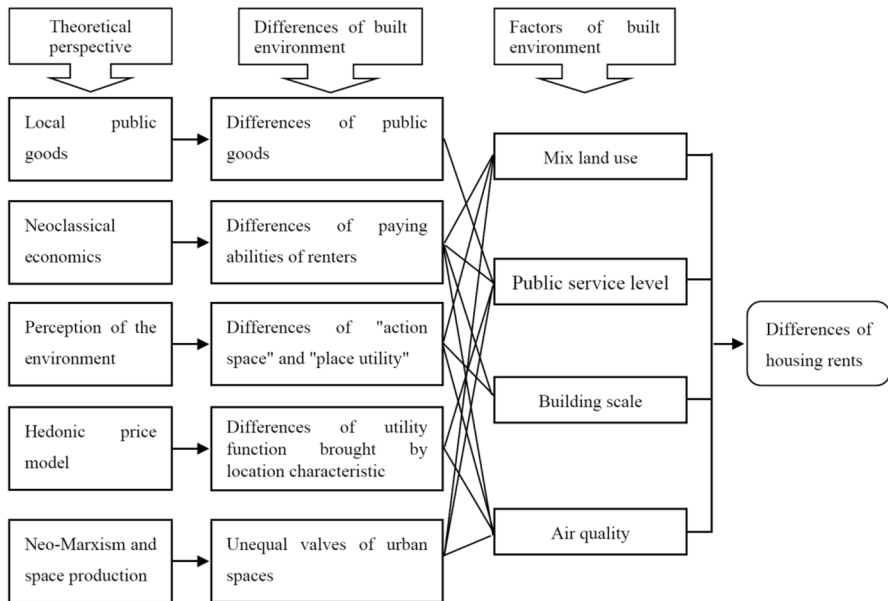 Theoretical
perspective
Differences of built
environment
Factors of built
environment
Local public
goods
Differences of public
goods
Mix land use
Neoclassical
economics
Differences of paying
abilities of renters
Public service level
Perception of the
environment
Differences of "action
space" and "place utility"
Differences of
housing rents
Building scale
Hedonic price
model
Differences of utility
function brought by
location characteristic
Air quality
Neo-Marxism and
space production
Unequal valves of urban
spaces